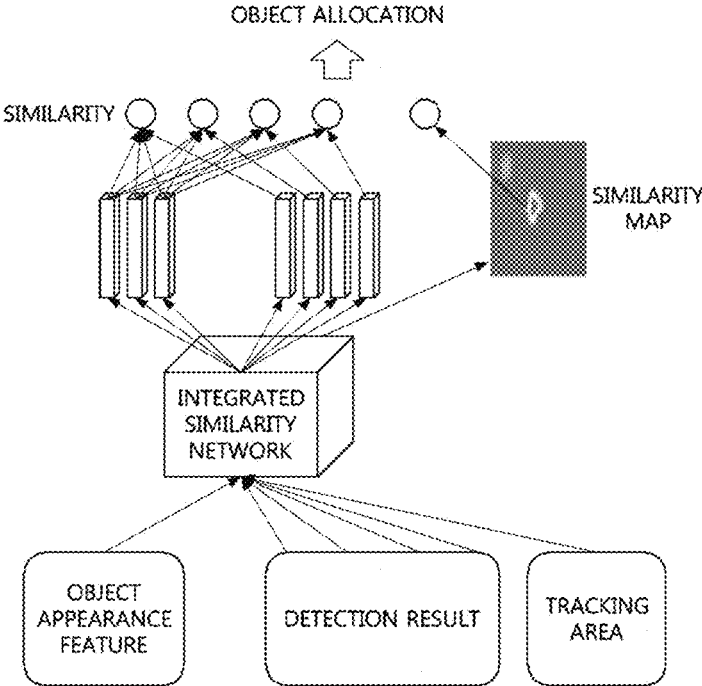 OBJECT ALLOCATION
SIMILARITY
SIMILARITY
MAP
INTEGRATED
SIMILARITY
NETWORK
OBJECT
APPEARANCE
FEATURE
DETECTION RESULT
TRACKING
AREA